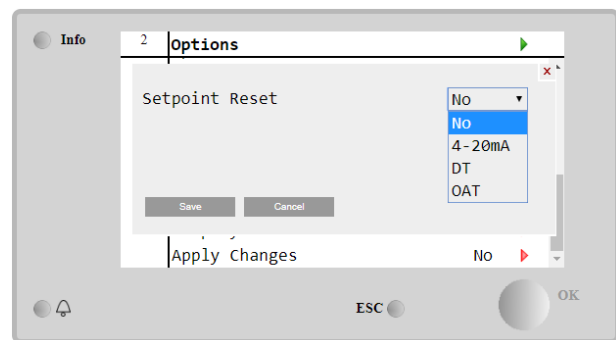 Info
2 Options
x
Setpoint Reset No
No
4-20mA
DT
OAT
Save Cancel
Apply Changes No
ESC
OK